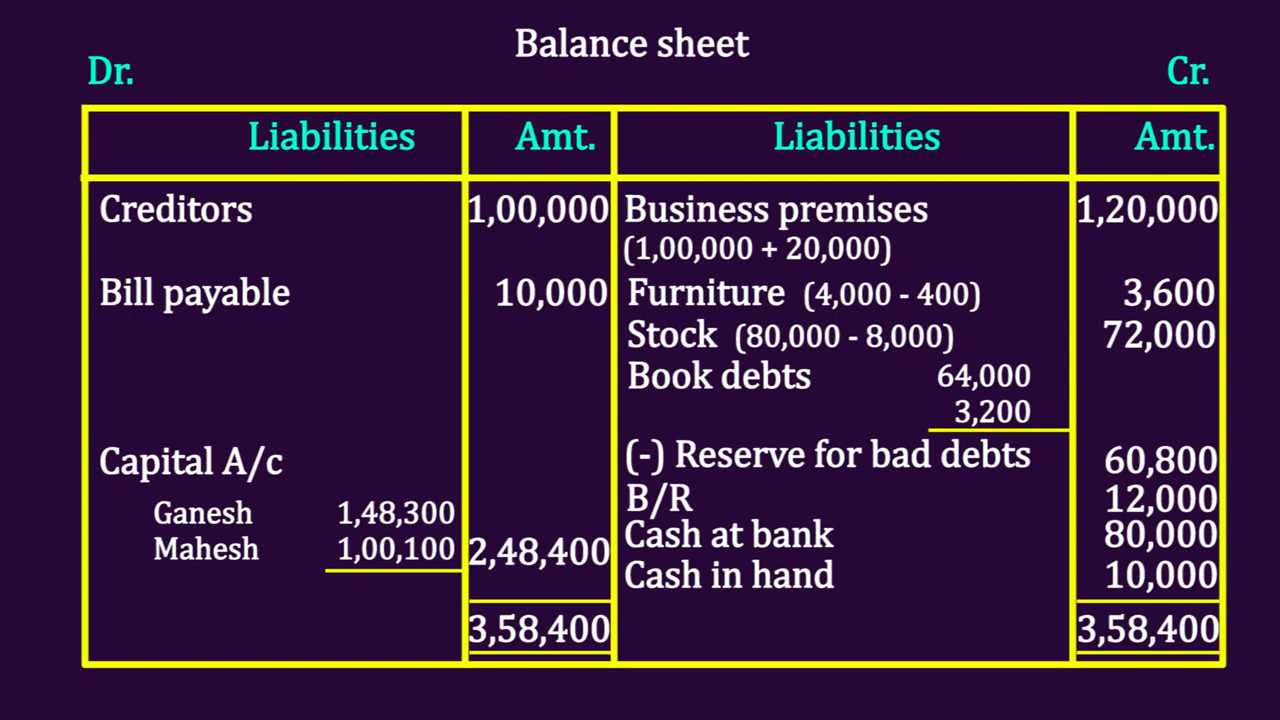 Balance sheet
Dr. Cr.
Liabilities Amt. Liabilities Amt.
Creditors 1,00,000 Business premises 1,20,000
(1,00,000 + 20,000)
Bill payable 10,000 Furniture (4,000 - 400) 3,600
Stock (80,000 - 8,000) 72,000
Book debts 64,000
3,200
Capital A/c (-) Reserve for bad debts 60,800
Ganesh 1,48,300 B/R 12,000
Mahesh 1,00,100 2,48,400 Cash at bank 80,000
Cash in hand 10,000
3,58,400 3,58,400